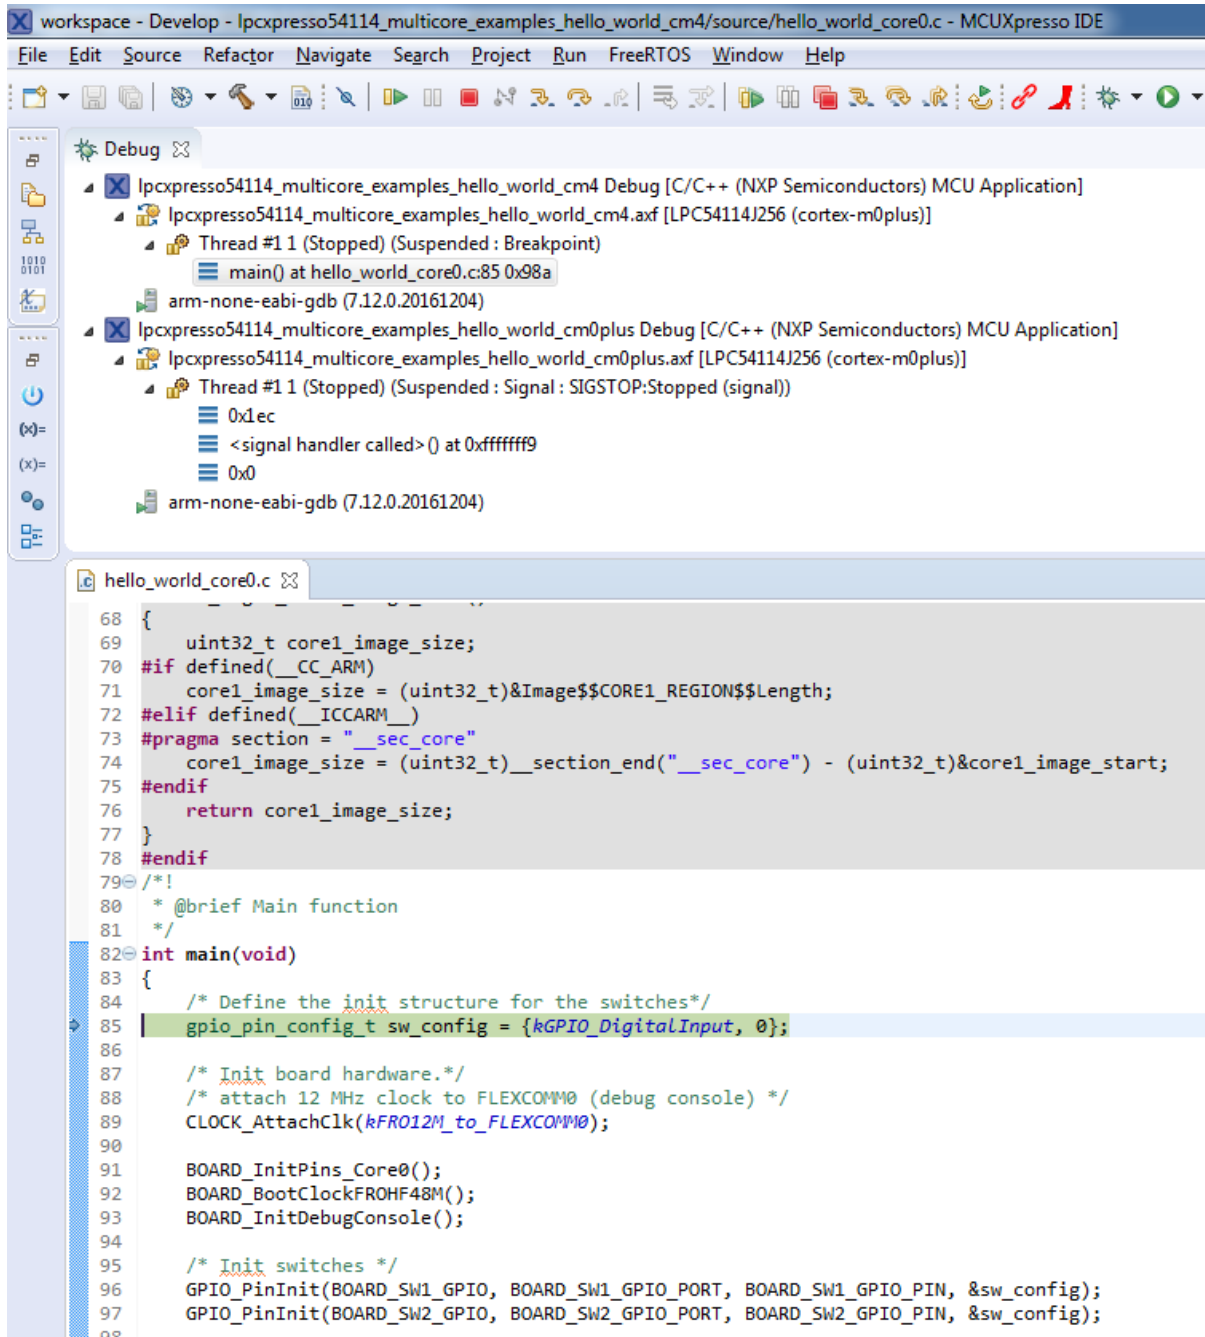 workspace - Develop - lpcxpresso54114_multicore_examples_hello_world_cm4/source/hello_world_core0.c - MCUXpresso IDE
File Edit Source Refactor Navigate Search Project Run FreeRTOS Window Help
Debug
lpcxpresso54114_multicore_examples_hello_world_cm4 Debug [C/C++ (NXP Semiconductors) MCU Application]
lpcxpresso54114_multicore_examples_hello_world_cm4.axf [LPC54114J256 (cortex-m0plus)]
Thread #1 1 (Stopped) (Suspended : Breakpoint)
main() at hello_world_core0.c:85 0x98a
arm-none-eabi-gdb (7.12.0.20161204)
lpcxpresso54114_multicore_examples_hello_world_cm0plus Debug [C/C++ (NXP Semiconductors) MCU Application]
lpcxpresso54114_multicore_examples_hello_world_cm0plus.axf [LPC54114J256 (cortex-m0plus)]
Thread #1 1 (Stopped) (Suspended : Signal : SIGSTOP:Stopped (signal))
0x1ec
<signal handler called>() at 0xfffffff9
0x0
arm-none-eabi-gdb (7.12.0.20161204)
hello_world_core0.c
68 {
69 uint32_t core1_image_size;
70 #if defined(__CC_ARM)
71 core1_image_size = (uint32_t)&Image$$CORE1_REGION$$Length;
72 #elif defined(__ICCARM__)
73 #pragma section = "__sec_core"
74 core1_image_size = (uint32_t)__section_end("__sec_core") - (uint32_t)&core1_image_start;
75 #endif
76 return core1_image_size;
77 }
78 #endif
79 /*!
80 * @brief Main function
81 */
82 int main(void)
83 {
84 /* Define the init structure for the switches*/
85 gpio_pin_config_t sw_config = {kGPIO_DigitalInput, 0};
86
87 /* Init board hardware.*/
88 /* attach 12 MHz clock to FLEXCOMM0 (debug console) */
89 CLOCK_AttachClk(kFRO12M_to_FLEXCOMM0);
90
91 BOARD_InitPins_Core0();
92 BOARD_BootClockFROHF48M();
93 BOARD_InitDebugConsole();
94
95 /* Init switches */
96 GPIO_PinInit(BOARD_SW1_GPIO, BOARD_SW1_GPIO_PORT, BOARD_SW1_GPIO_PIN, &sw_config);
97 GPIO_PinInit(BOARD_SW2_GPIO, BOARD_SW2_GPIO_PORT, BOARD_SW2_GPIO_PIN, &sw_config);